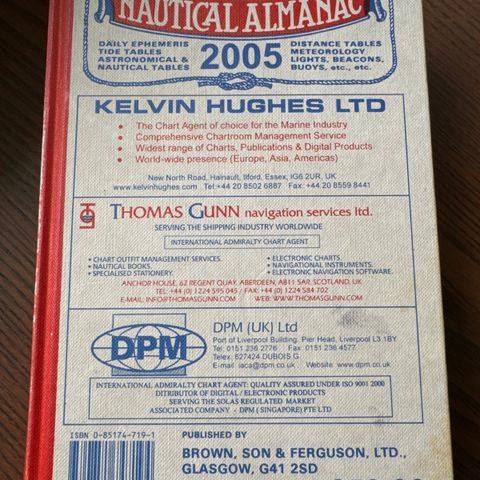 NAUTICAL ALMANAC
DAILY EPHEMERIS
TIDE TABLES
ASTRONOMICAL &
NAUTICAL TABLES
2005
DISTANCE TABLES
METEOROLOGY
LIGHTS, BEACONS,
BUOYS, etc., etc.
KELVIN HUGHES LTD
• The Chart Agent of choice for the Marine Industry
• Comprehensive Chartroom Management Service
• Widest range of Charts, Publications & Digital Products
• World-wide presence (Europe, Asia, Americas)
New North Road, Hainault, Ilford, Essex, IG6 2UR, UK
www.kelvinhughes.com Tel:+44 20 8502 6887 Fax: +44 20 8559 8441
THOMAS GUNN navigation services ltd.
SERVING THE SHIPPING INDUSTRY WORLDWIDE
INTERNATIONAL ADMIRALTY CHART AGENT
• CHART OUTFIT MANAGEMENT SERVICES.
• NAUTICAL BOOKS.
• SPECIALISED STATIONERY.
• ELECTRONIC CHARTS.
• NAVIGATIONAL INSTRUMENTS.
• ELECTRONIC NAVIGATION SOFTWARE.
ANCHOR HOUSE, 62 REGENT QUAY, ABERDEEN, AB11 5AR, SCOTLAND, UK
TEL: +44 (0) 1224 595 045 / FAX: +44 (0) 1224 584 702
E-MAIL: INFO@THOMASGUNN.COM WEB: WWW.THOMASGUNN.COM
DPM
DPM (UK) Ltd
Port of Liverpool Building, Pier Head, Liverpool L3 1BY
Tel: 0151 236 2776 Fax: 0151 236 4577
Telex: 627424 DUBOIS G
E-mail: iaca@dpm.co.uk Website: www.dpm.co.uk
INTERNATIONAL ADMIRALTY CHART AGENT: QUALITY ASSURED UNDER ISO 9001 2000
DITRIBUTOR OF DIGITAL / ELECTRONIC PRODUCTS
SERVING THE SOLAS REGULATED MARKET
ASSOCIATED COMPANY - DPM ( SINGAPORE) PTE LTD
ISBN 0-85174-719-1
PUBLISHED BY
BROWN, SON & FERGUSON, LTD.,
GLASGOW, G41 2SD